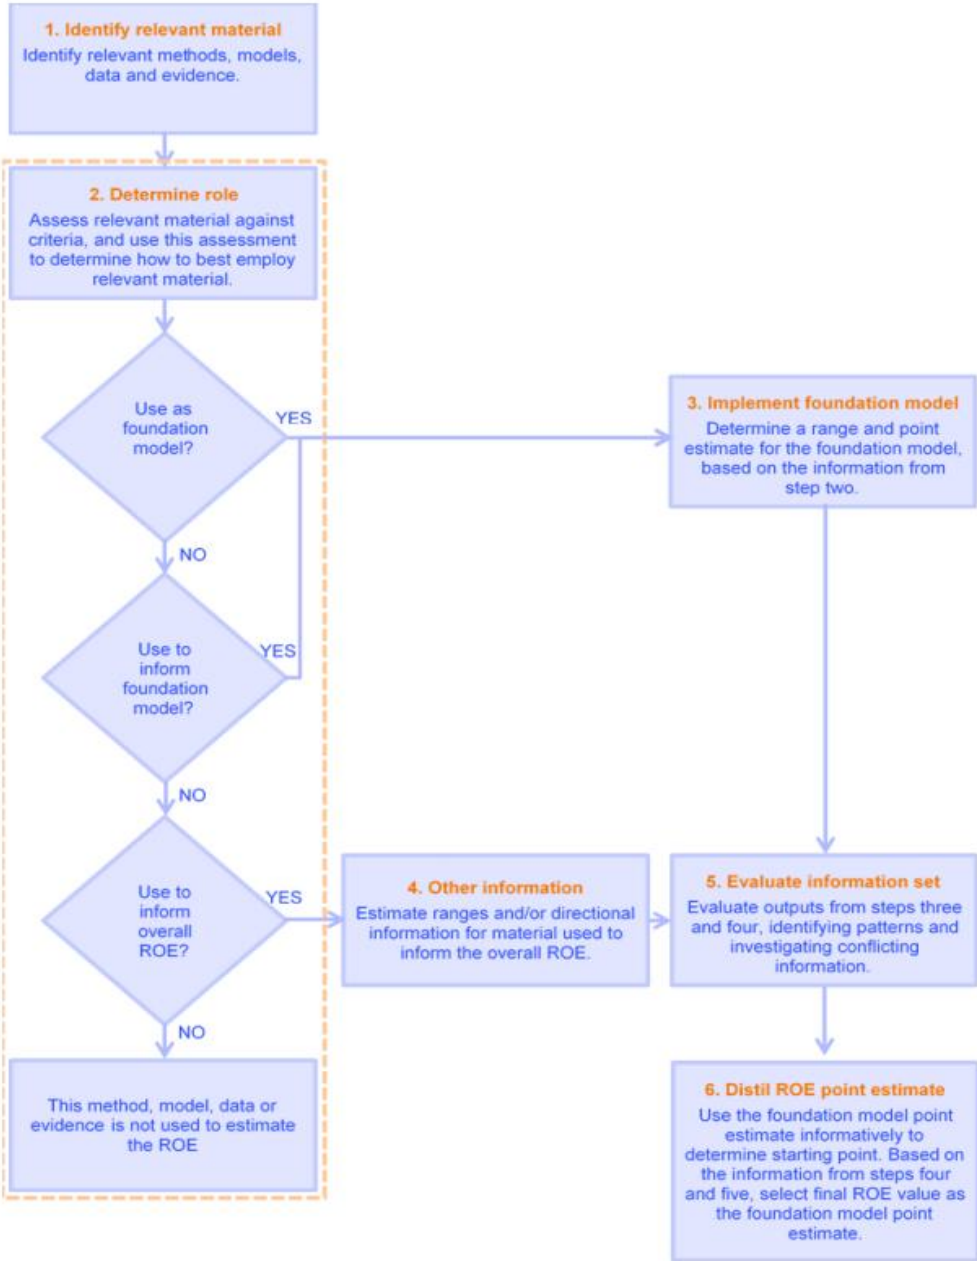 1. Identify relevant material
Identify relevant methods, models,
data and evidence.
2. Determine role
Assess relevant material against
criteria, and use this assessment
to determine how to best employ
relevant material.
Use as
foundation
model?
YES
NO
Use to
inform
foundation
model?
YES
NO
Use to
inform
overall
ROE?
YES
NO
This method, model, data or
evidence is not used to estimate
the ROE
3. Implement foundation model
Determine a range and point
estimate for the foundation model,
based on the information from
step two.
4. Other information
Estimate ranges and/or directional
information for material used to
inform the overall ROE.
5. Evaluate information set
Evaluate outputs from steps three
and four, identifying patterns and
investigating conflicting
information.
6. Distil ROE point estimate
Use the foundation model point
estimate informatively to
determine starting point. Based on
the information from steps four
and five, select final ROE value as
the foundation model point
estimate.